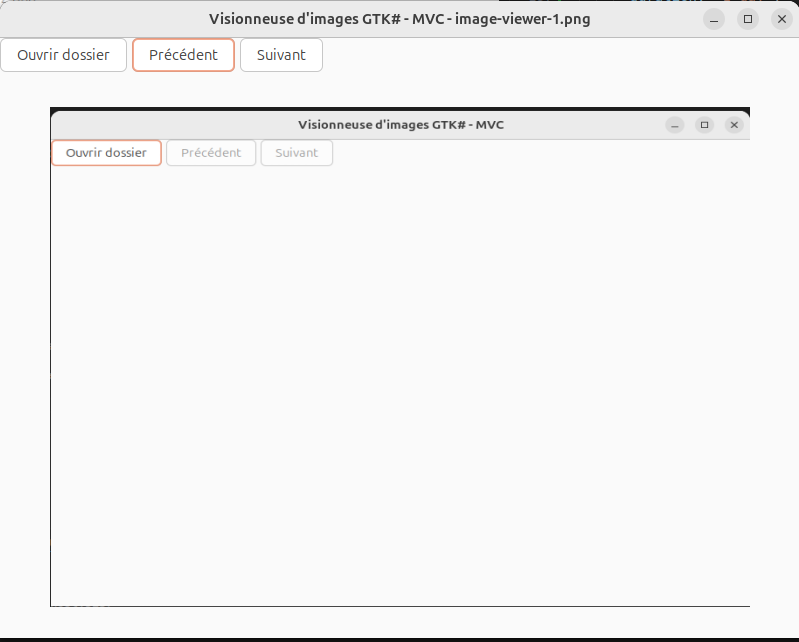 Visionneuse d'images GTK# - MVC - image-viewer-1.png
Ouvrir dossier Précédent Suivant
Visionneuse d'images GTK# - MVC
Ouvrir dossier Précédent Suivant